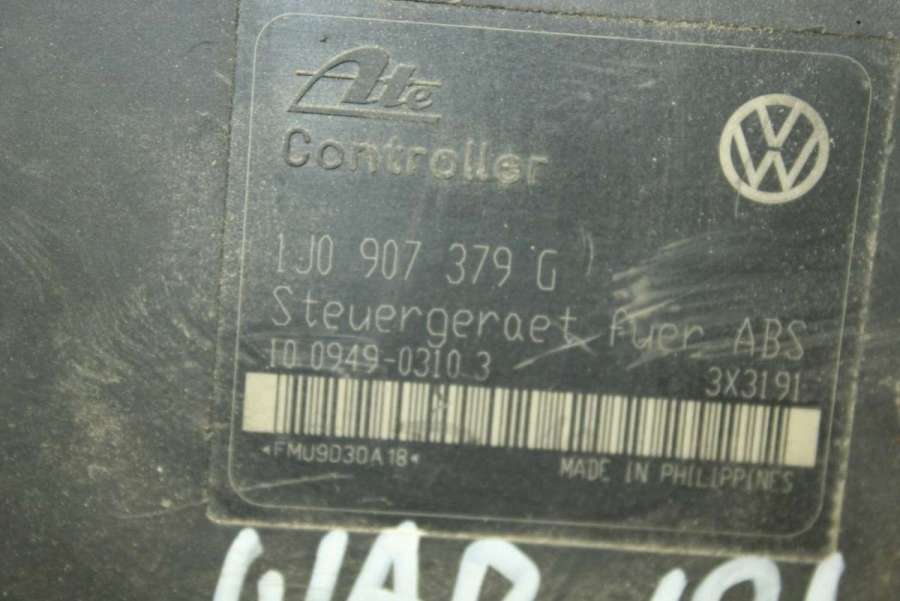 Ate
Controller
1J0 907 379 G
Steuergeraet fuer ABS
10.0949-0310.3
3X3191
*FMU9D30A18*
MADE IN PHILIPPINES